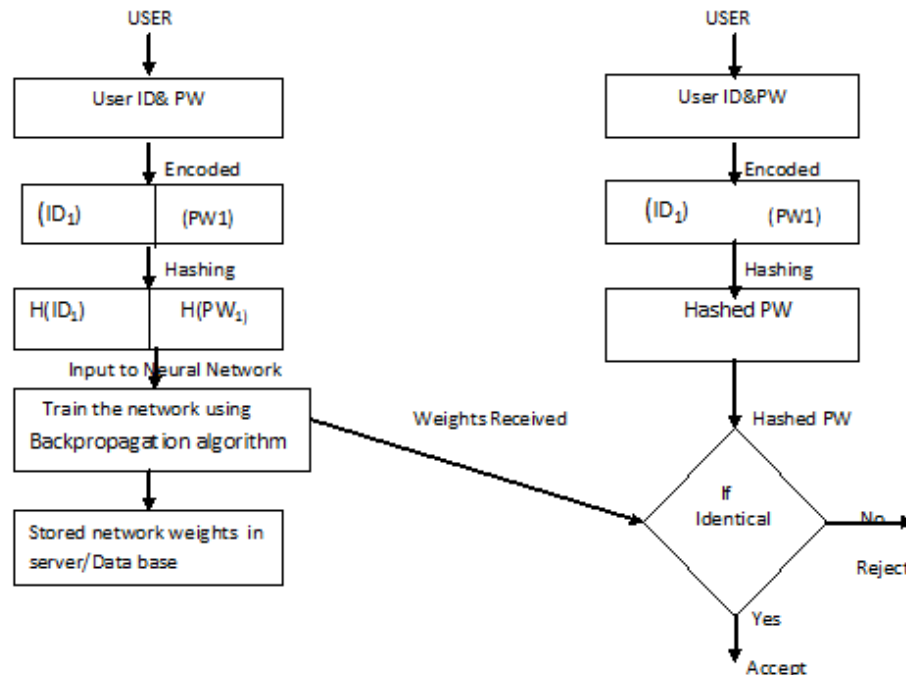 USER
User ID& PW
Encoded
(ID₁)
(PW1)
Hashing
H(ID₁)
H(PW₁)
Input to Neural Network
Train the network using
Backpropagation algorithm
Stored network weights in
server/Data base
Weights Received
USER
User ID&PW
Encoded
(ID₁)
(PW1)
Hashing
Hashed PW
Hashed PW
If
Identical
No
Reject
Yes
Accept